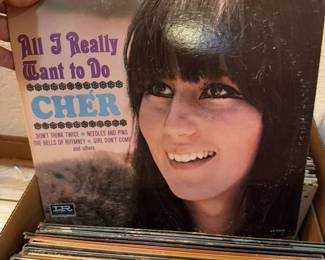 All I Really
Want to Do
CHÉR
DON'T THINK TWICE • NEEDLES AND PINS
THE BELLS OF RHYMNEY • GIRL DON'T COME
and others
IR